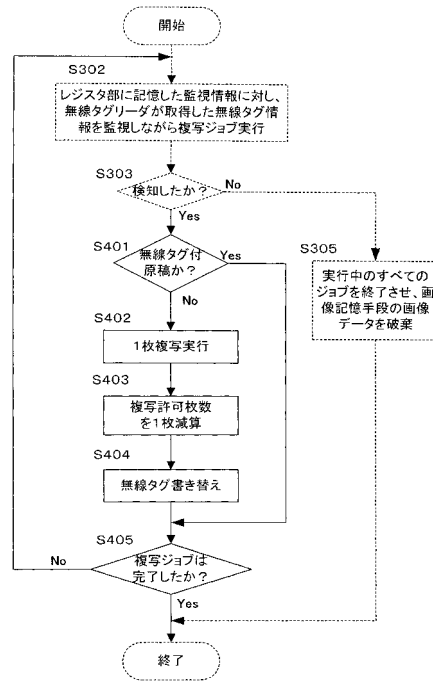 開始
S302
レジスタ部に記憶した監視情報に対し、
無線タグリーダが取得した無線タグ情
報を監視しながら複写ジョブ実行
S303
検知したか？
No
Yes
S401
無線タグ付
原稿か？
Yes
No
S305
実行中のすべての
ジョブを終了させ、画
像記憶手段の画像
データを破棄
S402
1枚複写実行
S403
複写許可枚数
を1枚減算
S404
無線タグ書き替え
S405
複写ジョブは
完了したか？
No
Yes
終了